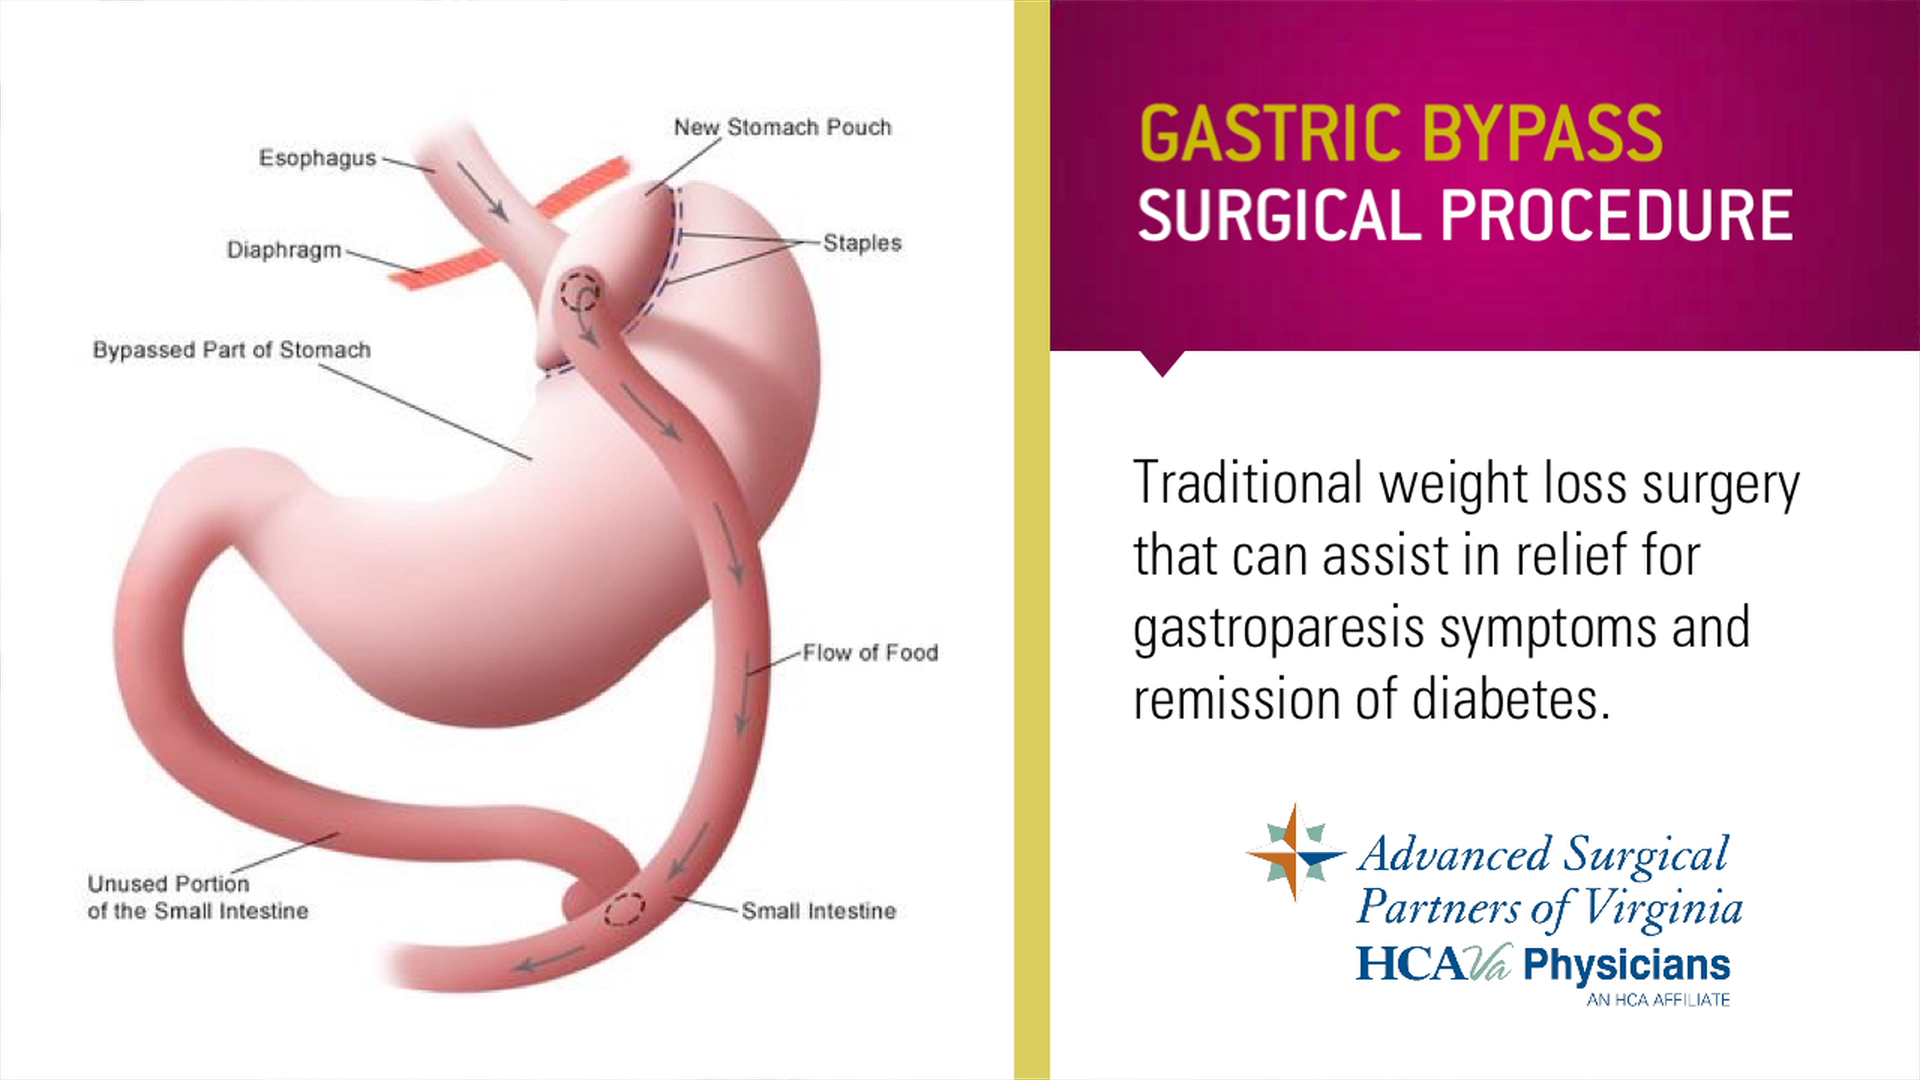 New Stomach Pouch
Esophagus
Diaphragm
Staples
Bypassed Part of Stomach
Flow of Food
Unused Portion
of the Small Intestine
Small Intestine
GASTRIC BYPASS
SURGICAL PROCEDURE
Traditional weight loss surgery
that can assist in relief for
gastroparesis symptoms and
remission of diabetes.
Advanced Surgical
Partners of Virginia
HCAVa Physicians
AN HCA AFFILIATE